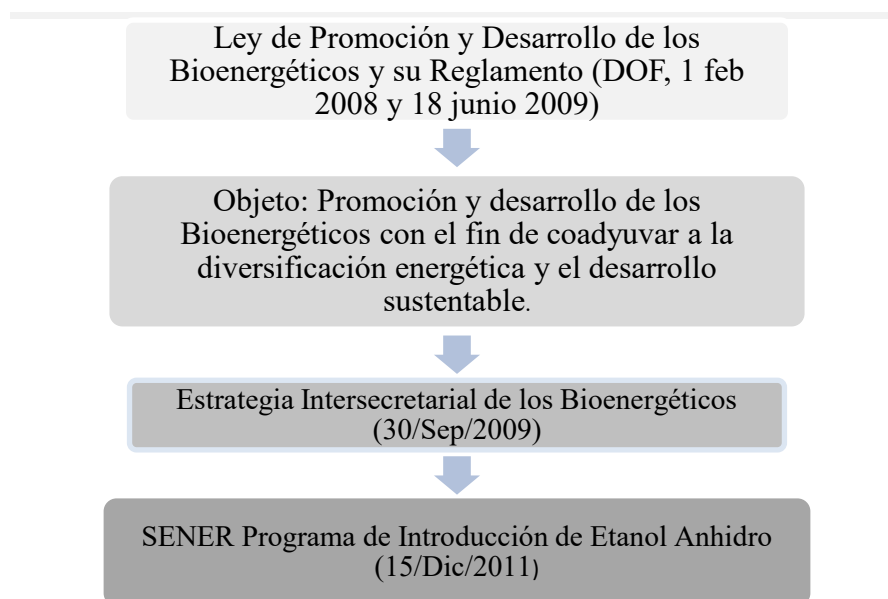 Ley de Promoción y Desarrollo de los
Bioenergéticos y su Reglamento (DOF, 1 feb
2008 y 18 junio 2009)
Objeto: Promoción y desarrollo de los
Bioenergéticos con el fin de coadyuvar a la
diversificación energética y el desarrollo
sustentable.
Estrategia Intersecretarial de los Bioenergéticos
(30/Sep/2009)
SENER Programa de Introducción de Etanol Anhidro
(15/Dic/2011)